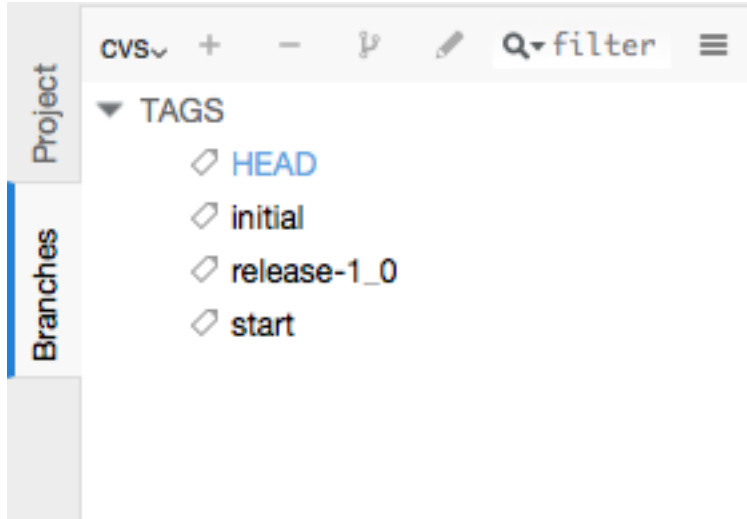 Project
Branches
cvs filter
TAGS
HEAD
initial
release-1_0
start